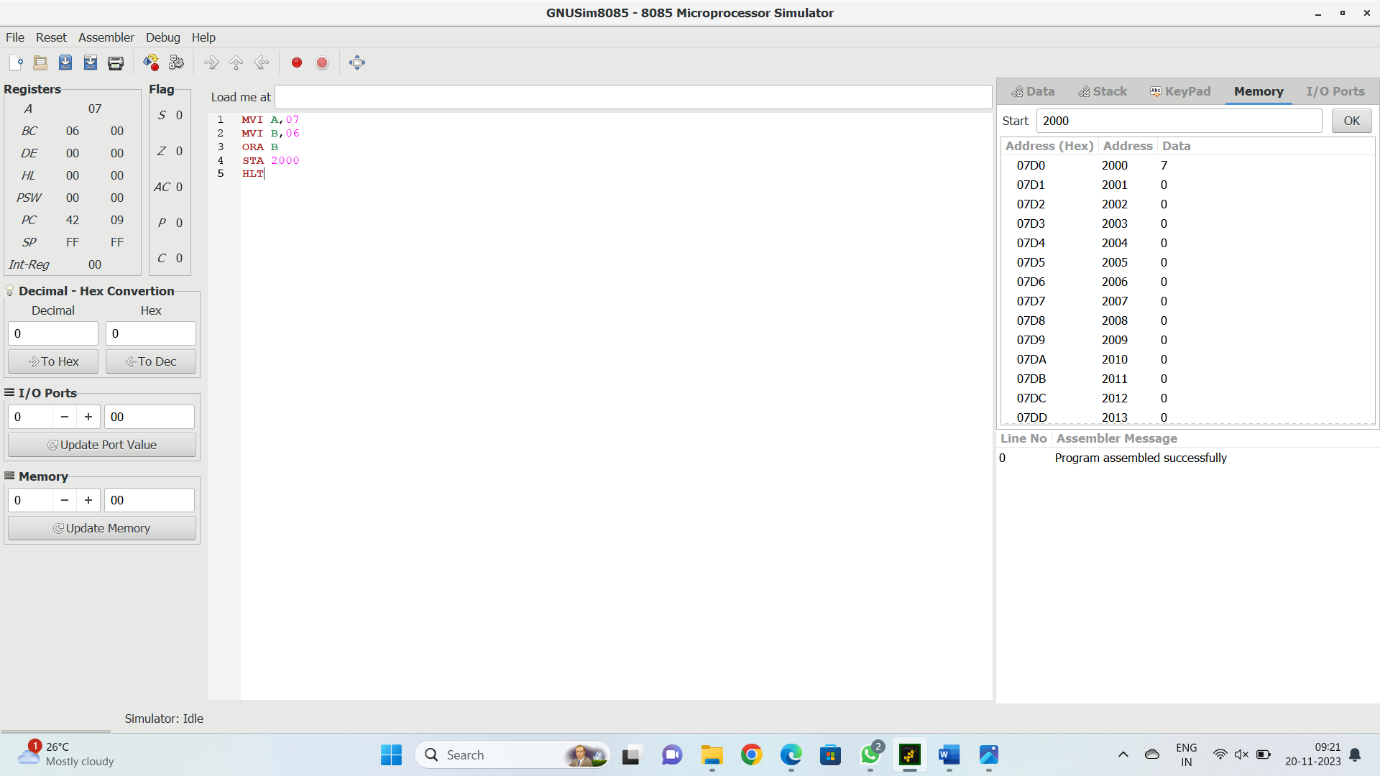 GNUSim8085 - 8085 Microprocessor Simulator
File Reset Assembler Debug Help
Registers
A 07
BC 06 00
DE 00 00
HL 00 00
PSW 00 00
PC 42 09
SP FF FF
Int-Reg 00
Flag
S 0
Z 0
AC 0
P 0
C 0
Decimal - Hex Convertion
Decimal Hex
0 0
To Hex To Dec
I/O Ports
0 − + 00
Update Port Value
Memory
0 − + 00
Update Memory
Load me at
1 MVI A,07
2 MVI B,06
3 ORA B
4 STA 2000
5 HLT
Data Stack KeyPad Memory I/O Ports
Start 2000 OK
Address (Hex) Address Data
07D0 2000 7
07D1 2001 0
07D2 2002 0
07D3 2003 0
07D4 2004 0
07D5 2005 0
07D6 2006 0
07D7 2007 0
07D8 2008 0
07D9 2009 0
07DA 2010 0
07DB 2011 0
07DC 2012 0
07DD 2013 0
Line No Assembler Message
0 Program assembled successfully
Simulator: Idle
1 26°C
Mostly cloudy
Search
2
ENG
IN
09:21
20-11-2023